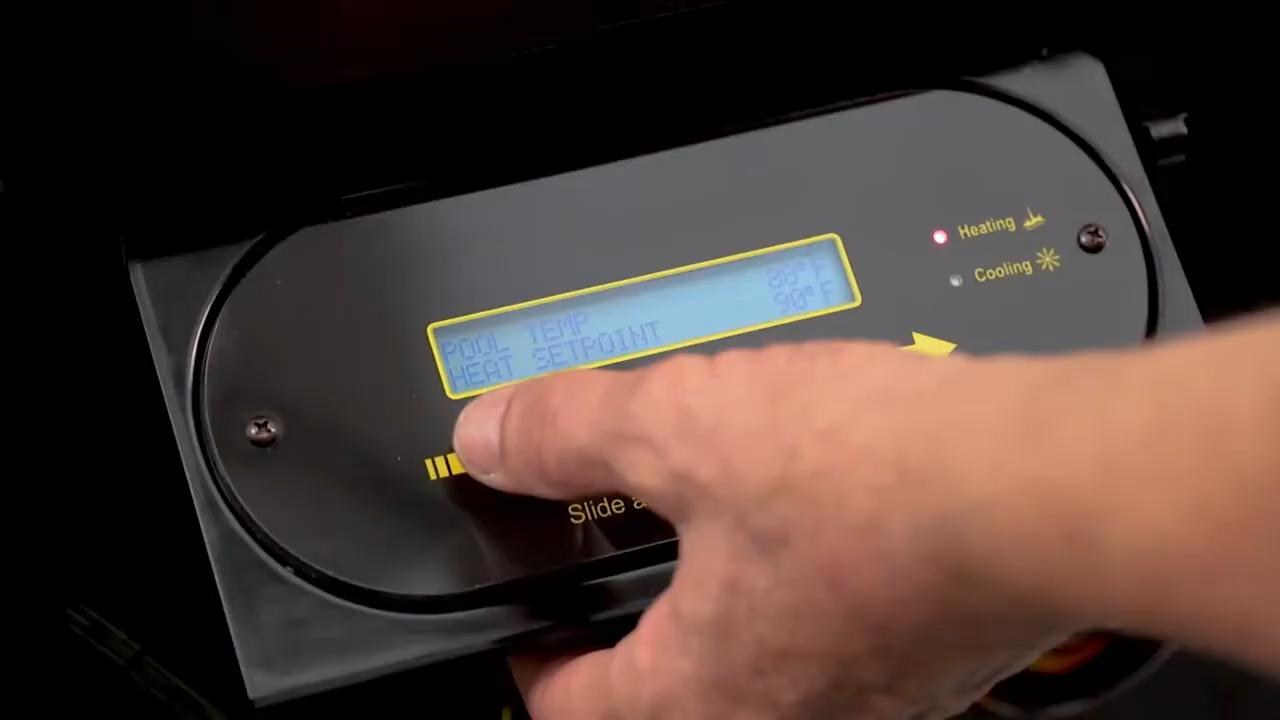 POOL TEMP 88°F
HEAT SETPOINT 90°F
Heating
Cooling
Slide